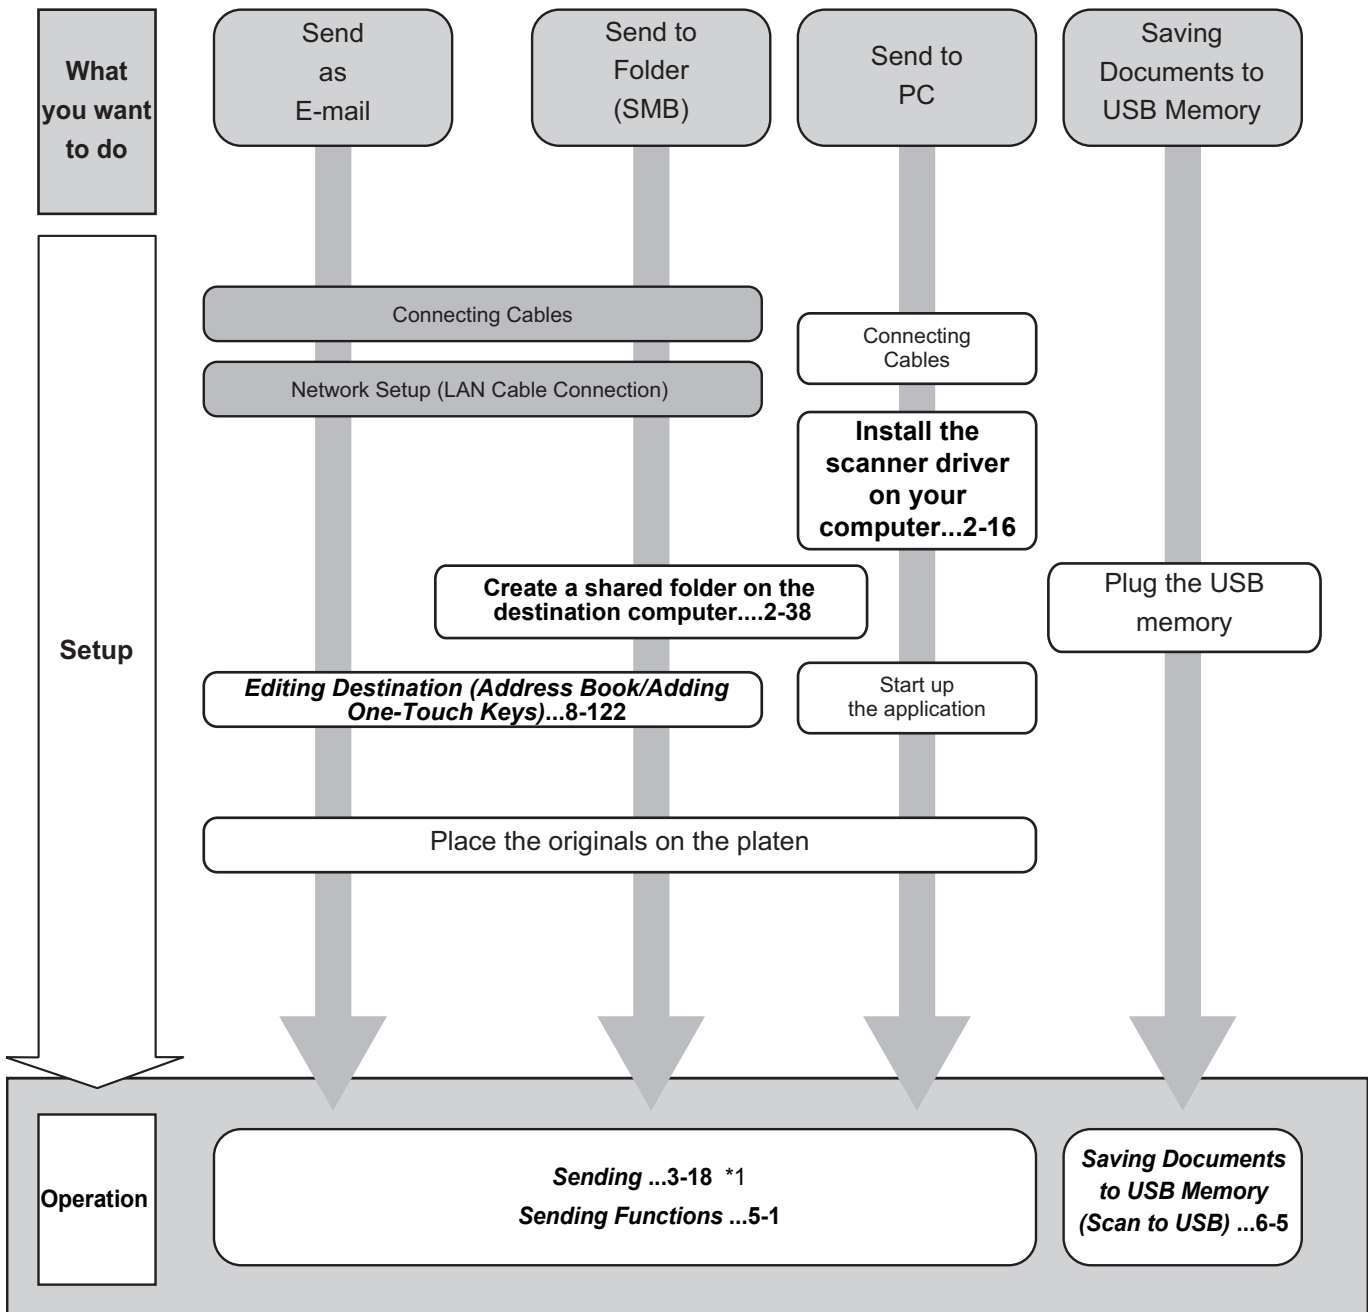 What
you want
to do
Send
as
E-mail
Send to
Folder
(SMB)
Send to
PC
Saving
Documents to
USB Memory
Setup
Connecting Cables
Network Setup (LAN Cable Connection)
Connecting
Cables
Install the
scanner driver
on your
computer...2-16
Create a shared folder on the
destination computer....2-38
Plug the USB
memory
Editing Destination (Address Book/Adding
One-Touch Keys)...8-122
Start up
the application
Place the originals on the platen
Operation
Sending ...3-18 *1
Sending Functions ...5-1
Saving Documents
to USB Memory
(Scan to USB) ...6-5